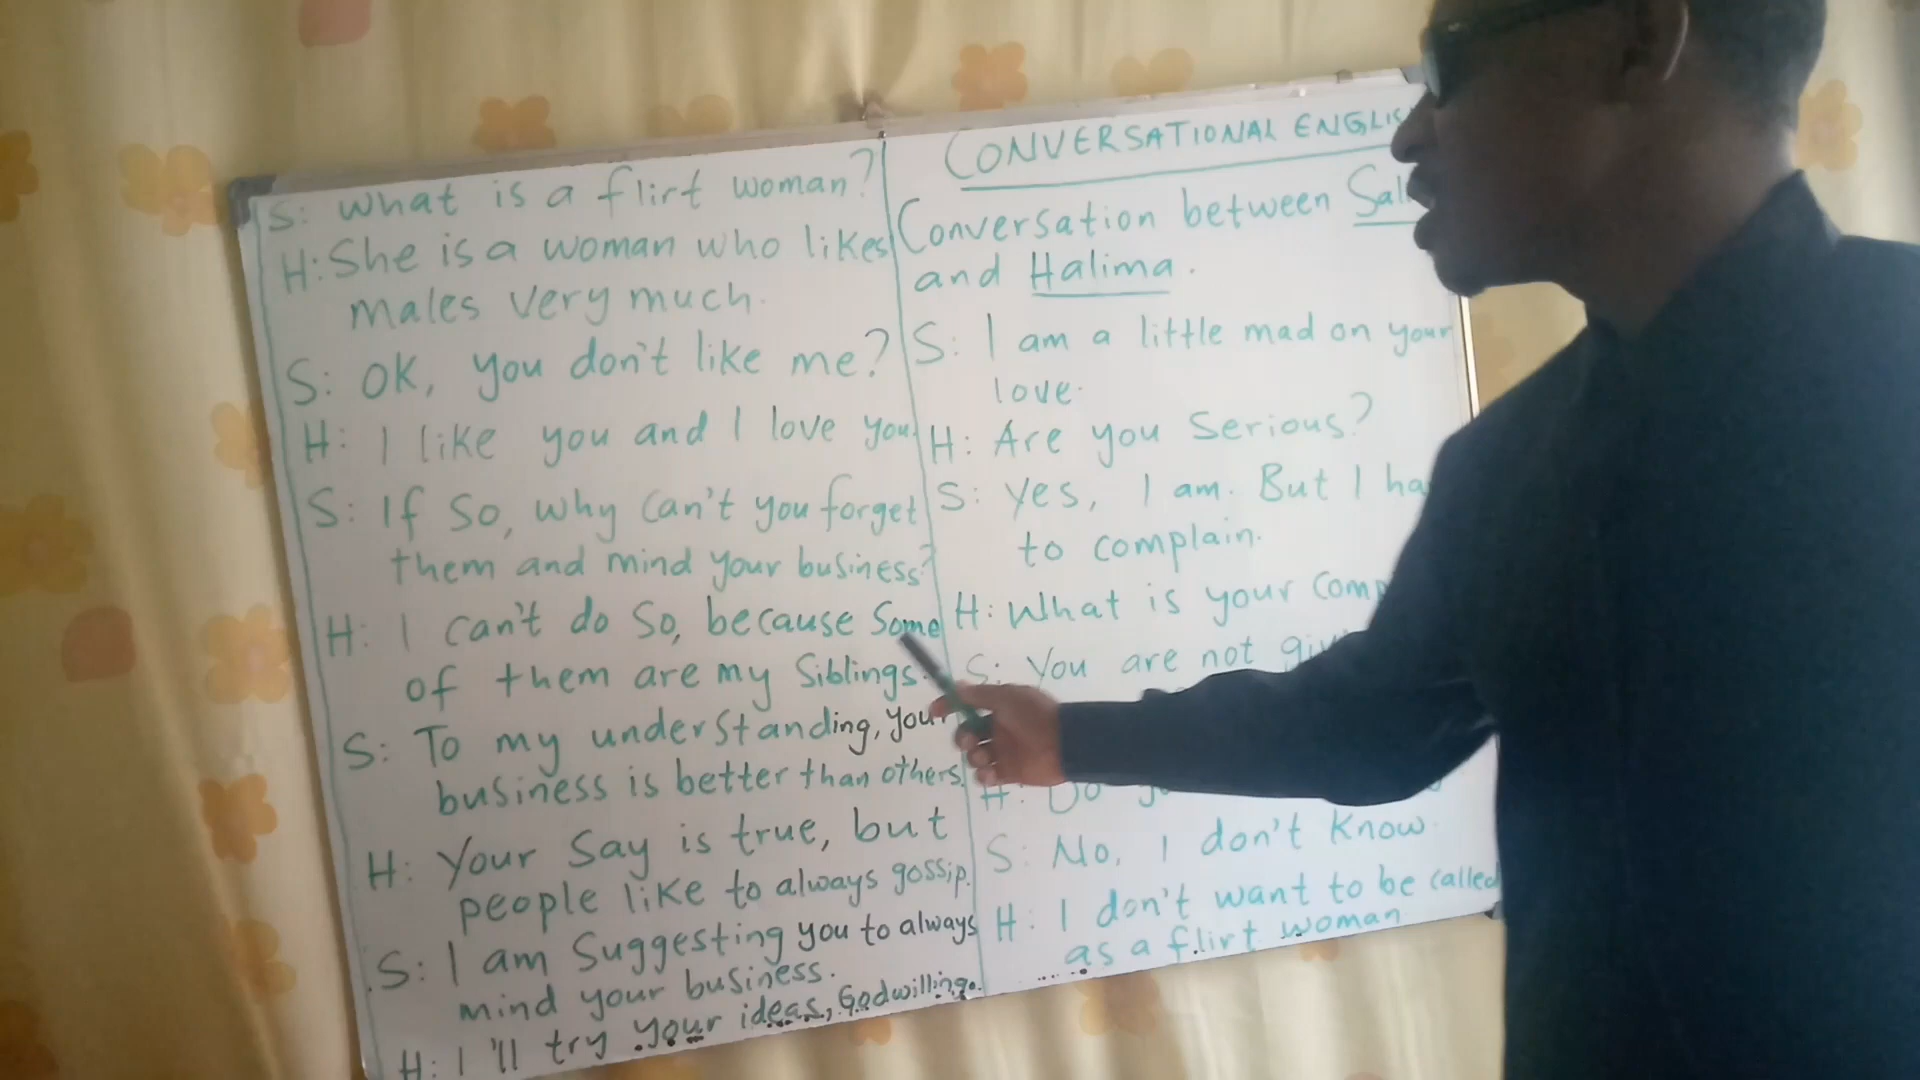 CONVERSATIONAL ENGLIS
Conversation between Sal
and Halima.
S: I am a little mad on your
love.
H: Are you Serious?
S: Yes, I am. But I ha
to complain.
H: What is your Comp
S: You are not giv
H: Do
S: No, I don't Know.
H: I don't want to be called
as a flirt woman
S: What is a flirt woman?
H: She is a woman who likes
males very much.
S: OK, you don't like me?
H: I like you and I love you.
S: If So, why can't you forget
them and mind your business?
H: I can't do So, because Some
of them are my Siblings.
S: To my understanding, your
business is better than others.
H: Your Say is true, but
people like to always gossip.
S: I am Suggesting you to always
mind your business.
H: I'll try your ideas, God willing.